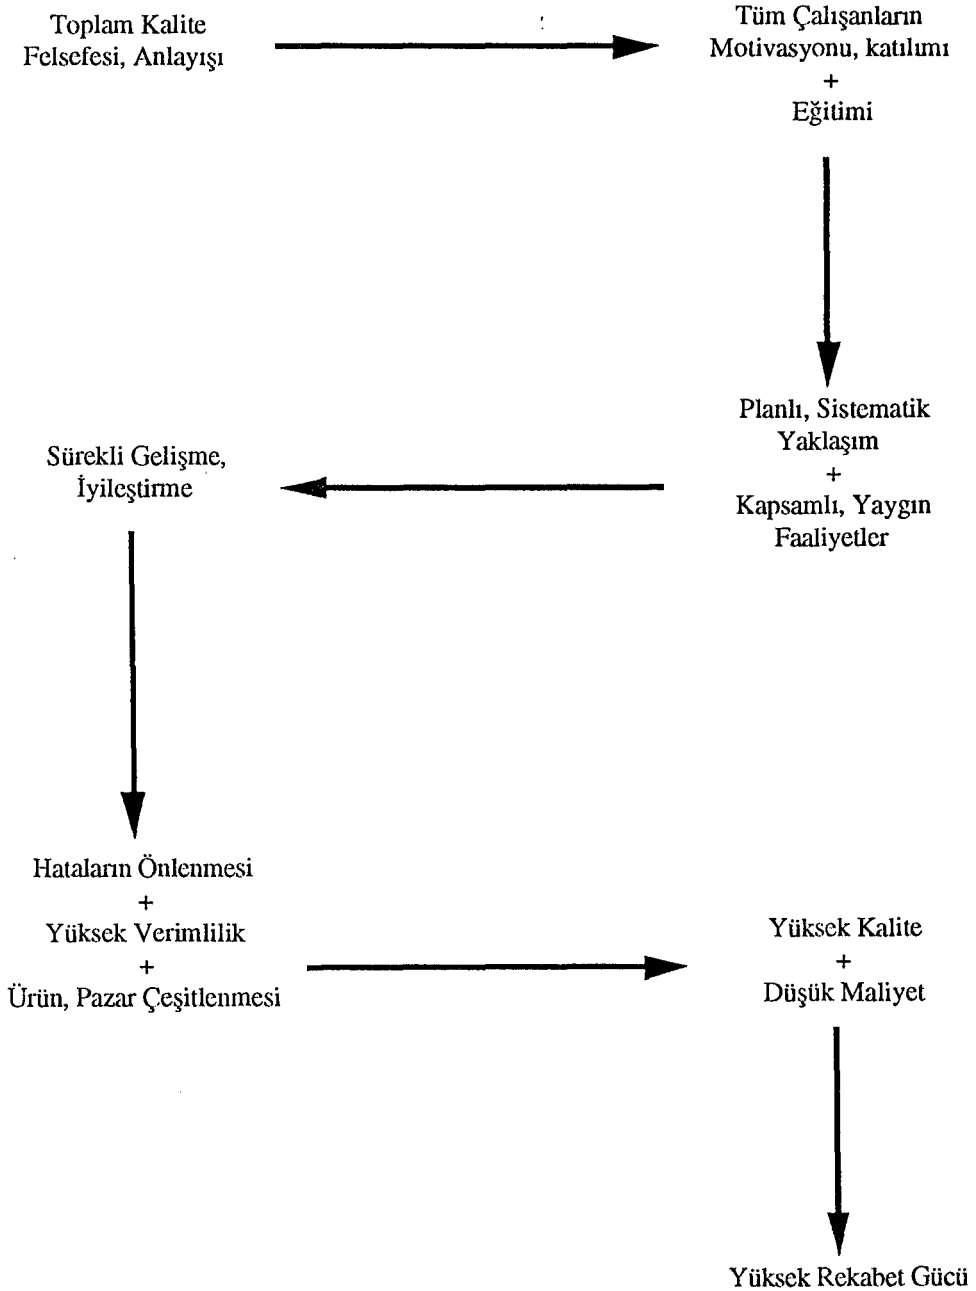 Toplam Kalite
Felsefesi, Anlayışı
Tüm Çalışanların
Motivasyonu, katılımı
+
Eğitimi
Planlı, Sistematik
Yaklaşım
+
Kapsamlı, Yaygın
Faaliyetler
Sürekli Gelişme,
İyileştirme
Hataların Önlenmesi
+
Yüksek Verimlilik
+
Ürün, Pazar Çeşitlenmesi
Yüksek Kalite
+
Düşük Maliyet
Yüksek Rekabet Gücü